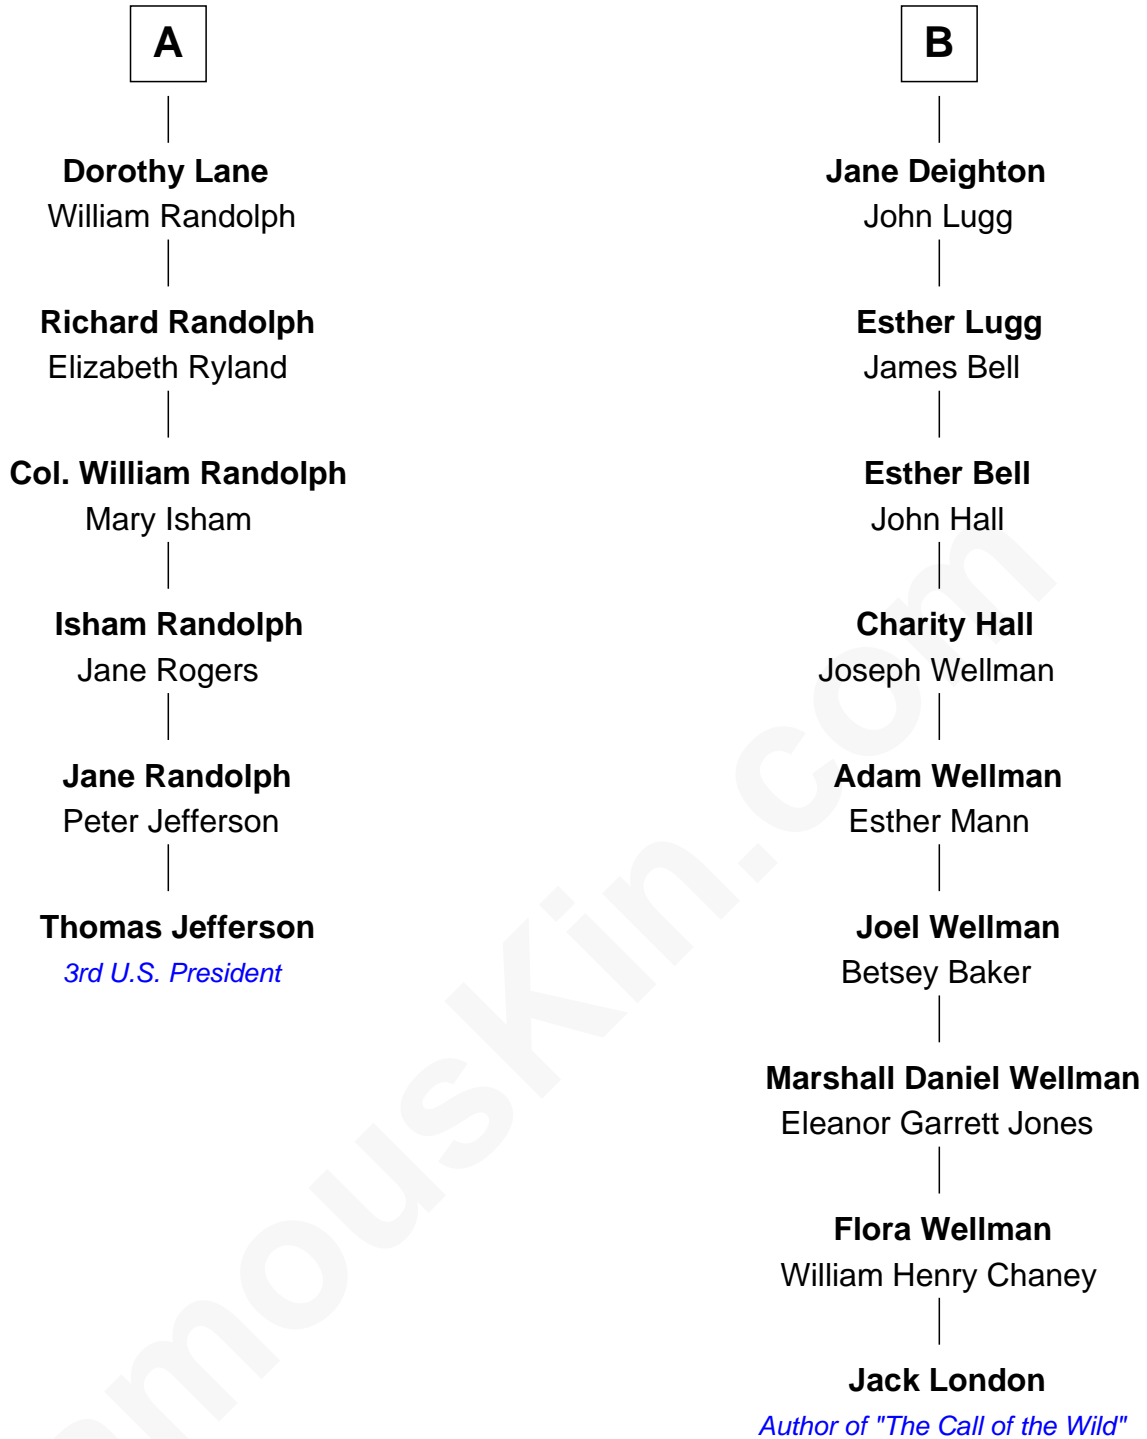 A
Dorothy Lane
William Randolph
Richard Randolph
Elizabeth Ryland
Col. William Randolph
Mary Isham
Isham Randolph
Jane Rogers
Jane Randolph
Peter Jefferson
Thomas Jefferson
3rd U.S. President
B
Jane Deighton
John Lugg
Esther Lugg
James Bell
Esther Bell
John Hall
Charity Hall
Joseph Wellman
Adam Wellman
Esther Mann
Joel Wellman
Betsey Baker
Marshall Daniel Wellman
Eleanor Garrett Jones
Flora Wellman
William Henry Chaney
Jack London
Author of "The Call of the Wild"
amousKin.com